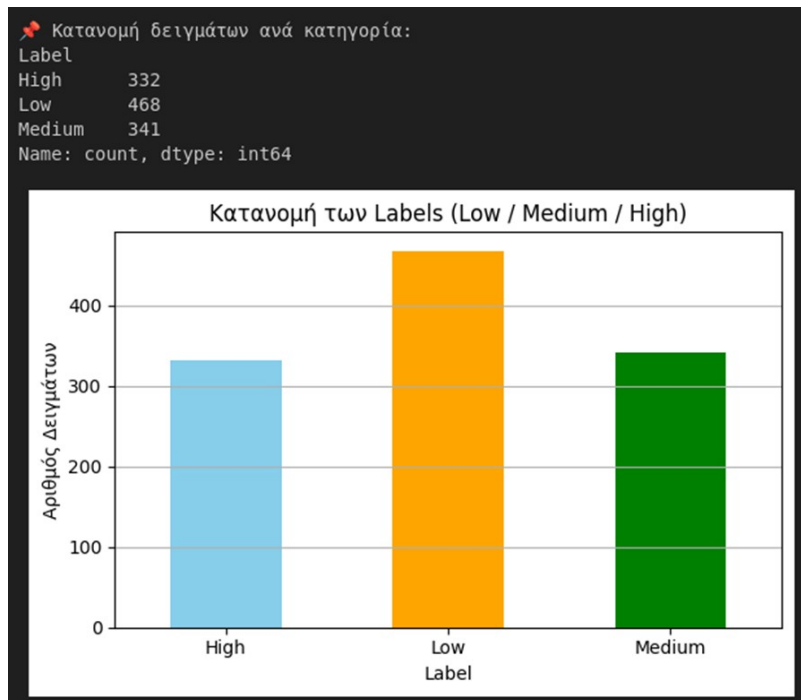 📌 Κατανομή δειγμάτων ανά κατηγορία:
Label
High 332
Low 468
Medium 341
Name: count, dtype: int64
Κατανομή των Labels (Low / Medium / High)
Αριθμός Δειγμάτων
400
300
200
100
0
High Low Medium
Label